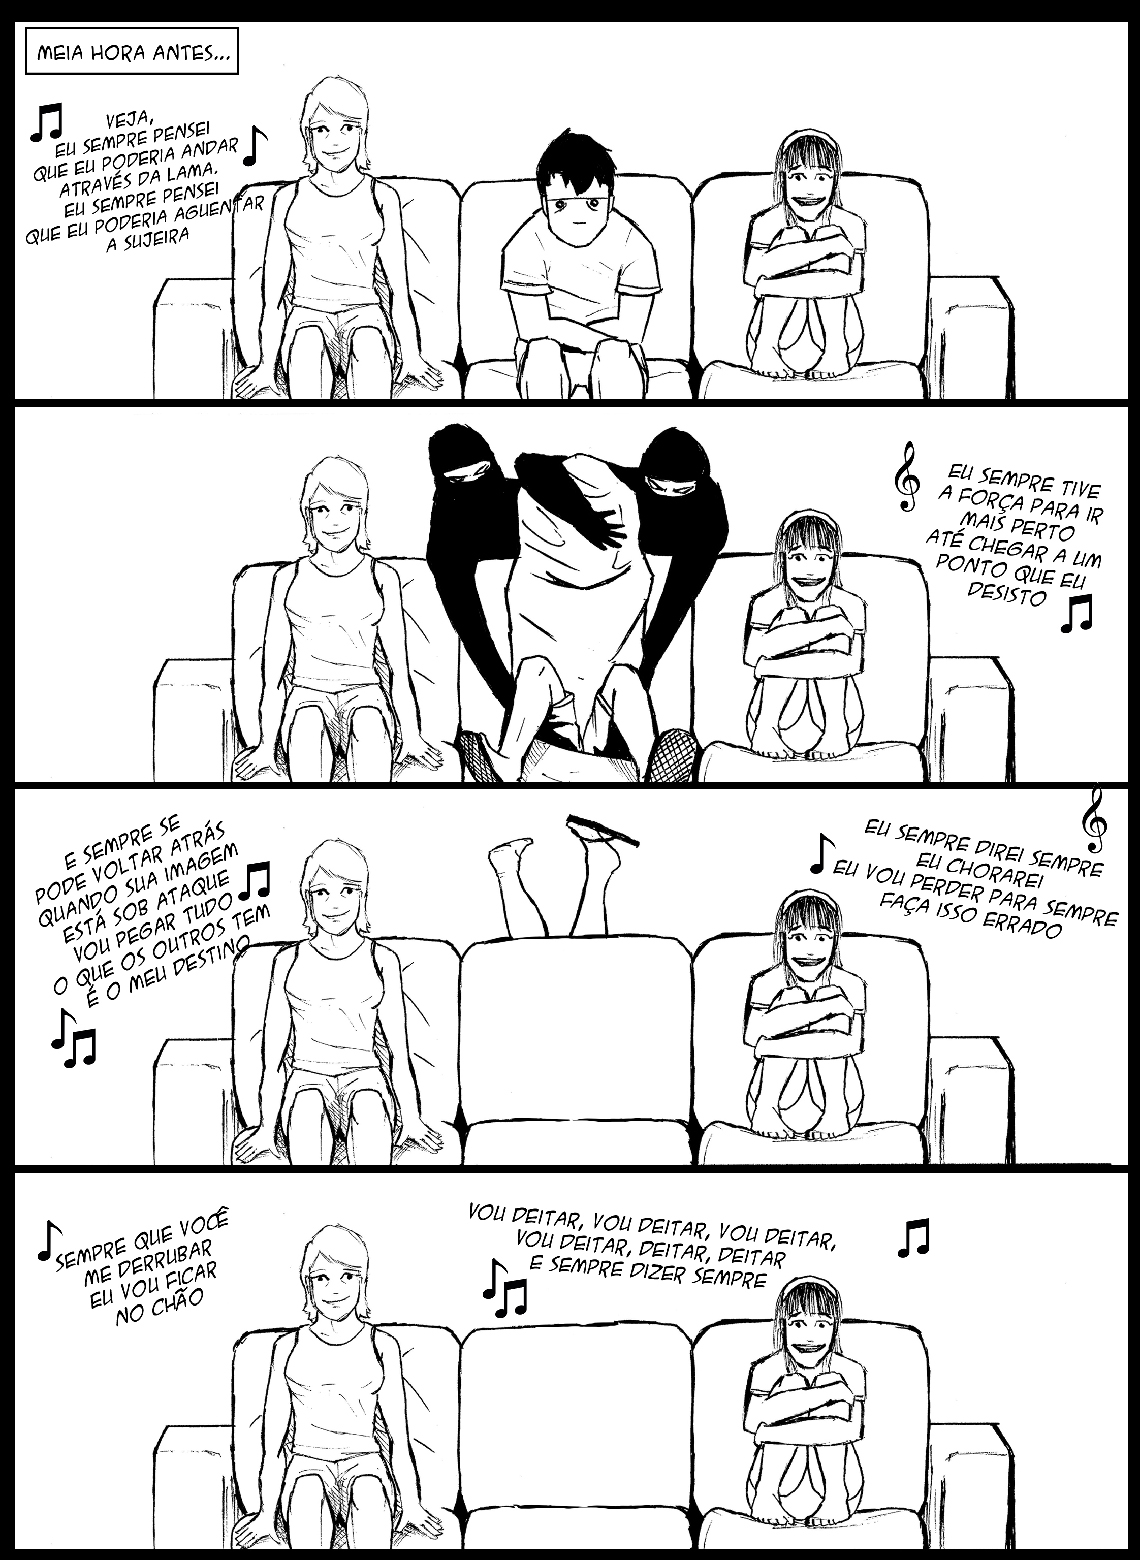 MEIA HORA ANTES...
VEJA,
EU SEMPRE PENSEI
QUE EU PODERIA ANDAR
ATRAVÉS DA LAMA.
EU SEMPRE PENSEI
QUE EU PODERIA AGUENTAR
A SUJEIRA
EU SEMPRE TIVE
A FORÇA PARA IR
MAIS PERTO
ATÉ CHEGAR A UM
PONTO QUE EU
DESISTO
E SEMPRE SE
PODE VOLTAR ATRÁS
QUANDO SUA IMAGEM
ESTÁ SOB ATAQUE
VOU PEGAR TUDO
O QUE OS OUTROS TEM
É O MEU DESTINO
EU SEMPRE DIREI SEMPRE
EU CHORAREI
EU VOU PERDER PARA SEMPRE
FAÇA ISSO ERRADO
SEMPRE QUE VOCÊ
ME DERRUBAR
EU VOU FICAR
NO CHÃO
VOU DEITAR, VOU DEITAR, VOU DEITAR,
VOU DEITAR, DEITAR, DEITAR
E SEMPRE DIZER SEMPRE